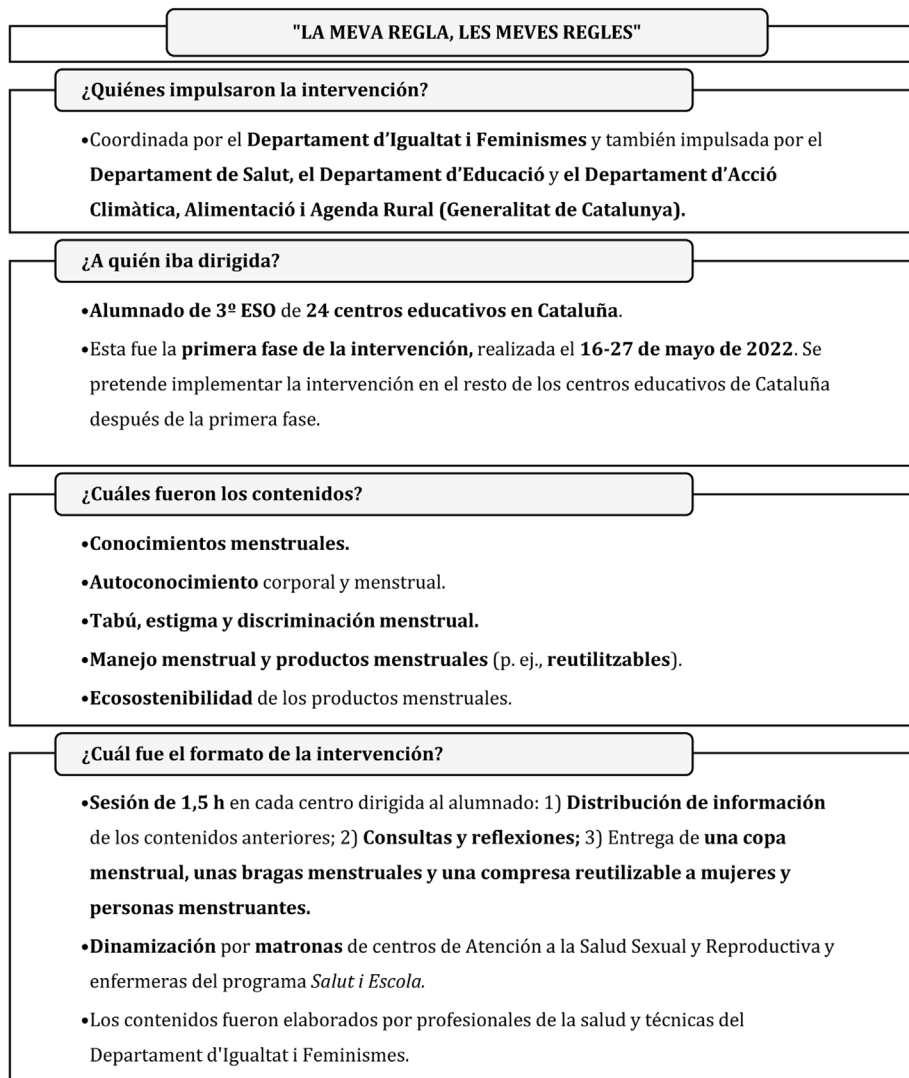 "LA MEVA REGLA, LES MEVES REGLES"
¿Quiénes impulsaron la intervención?
•Coordinada por el Departament d’Igualtat i Feminismes y también impulsada por el
Departament de Salut, el Departament d’Educació y el Departament d’Acció
Climàtica, Alimentació i Agenda Rural (Generalitat de Catalunya).
¿A quién iba dirigida?
•Alumnado de 3º ESO de 24 centros educativos en Cataluña.
•Esta fue la primera fase de la intervención, realizada el 16-27 de mayo de 2022. Se
pretende implementar la intervención en el resto de los centros educativos de Cataluña
después de la primera fase.
¿Cuáles fueron los contenidos?
•Conocimientos menstruales.
•Autoconocimiento corporal y menstrual.
•Tabú, estigma y discriminación menstrual.
•Manejo menstrual y productos menstruales (p. ej., reutilitzables).
•Ecosostenibilidad de los productos menstruales.
¿Cuál fue el formato de la intervención?
•Sesión de 1,5 h en cada centro dirigida al alumnado: 1) Distribución de información
de los contenidos anteriores; 2) Consultas y reflexiones; 3) Entrega de una copa
menstrual, unas bragas menstruales y una compresa reutilizable a mujeres y
personas menstruantes.
•Dinamización por matronas de centros de Atención a la Salud Sexual y Reproductiva y
enfermeras del programa Salut i Escola.
•Los contenidos fueron elaborados por profesionales de la salud y técnicas del
Departament d'Igualtat i Feminismes.